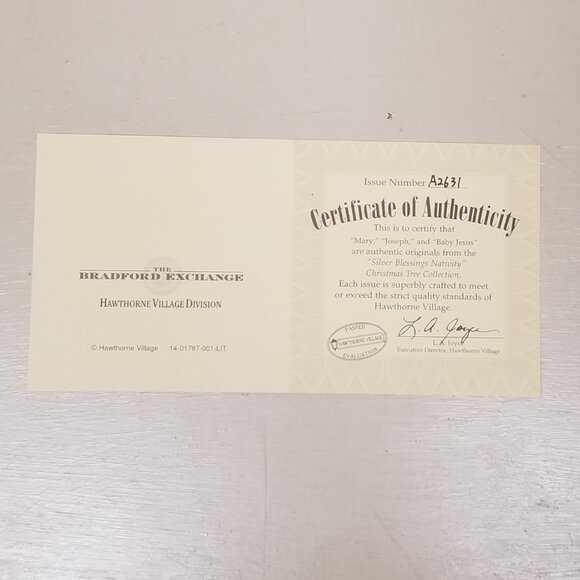 THE
BRADFORD EXCHANGE
HAWTHORNE VILLAGE DIVISION
© Hawthorne Village 14-01787-001-LIT
Issue Number A2631
Certificate of Authenticity
This is to certify that
"Mary," "Joseph," and "Baby Jesus"
are authentic originals from the
"Silver Blessings Nativity"
Christmas Tree Collection.
Each issue is superbly crafted to meet
or exceed the strict quality standards of
Hawthorne Village.
PASSED
HAWTHORNE VILLAGE
EVALUATION
L. A. Joyce
L.A. Joyce
Executive Director, Hawthorne Village